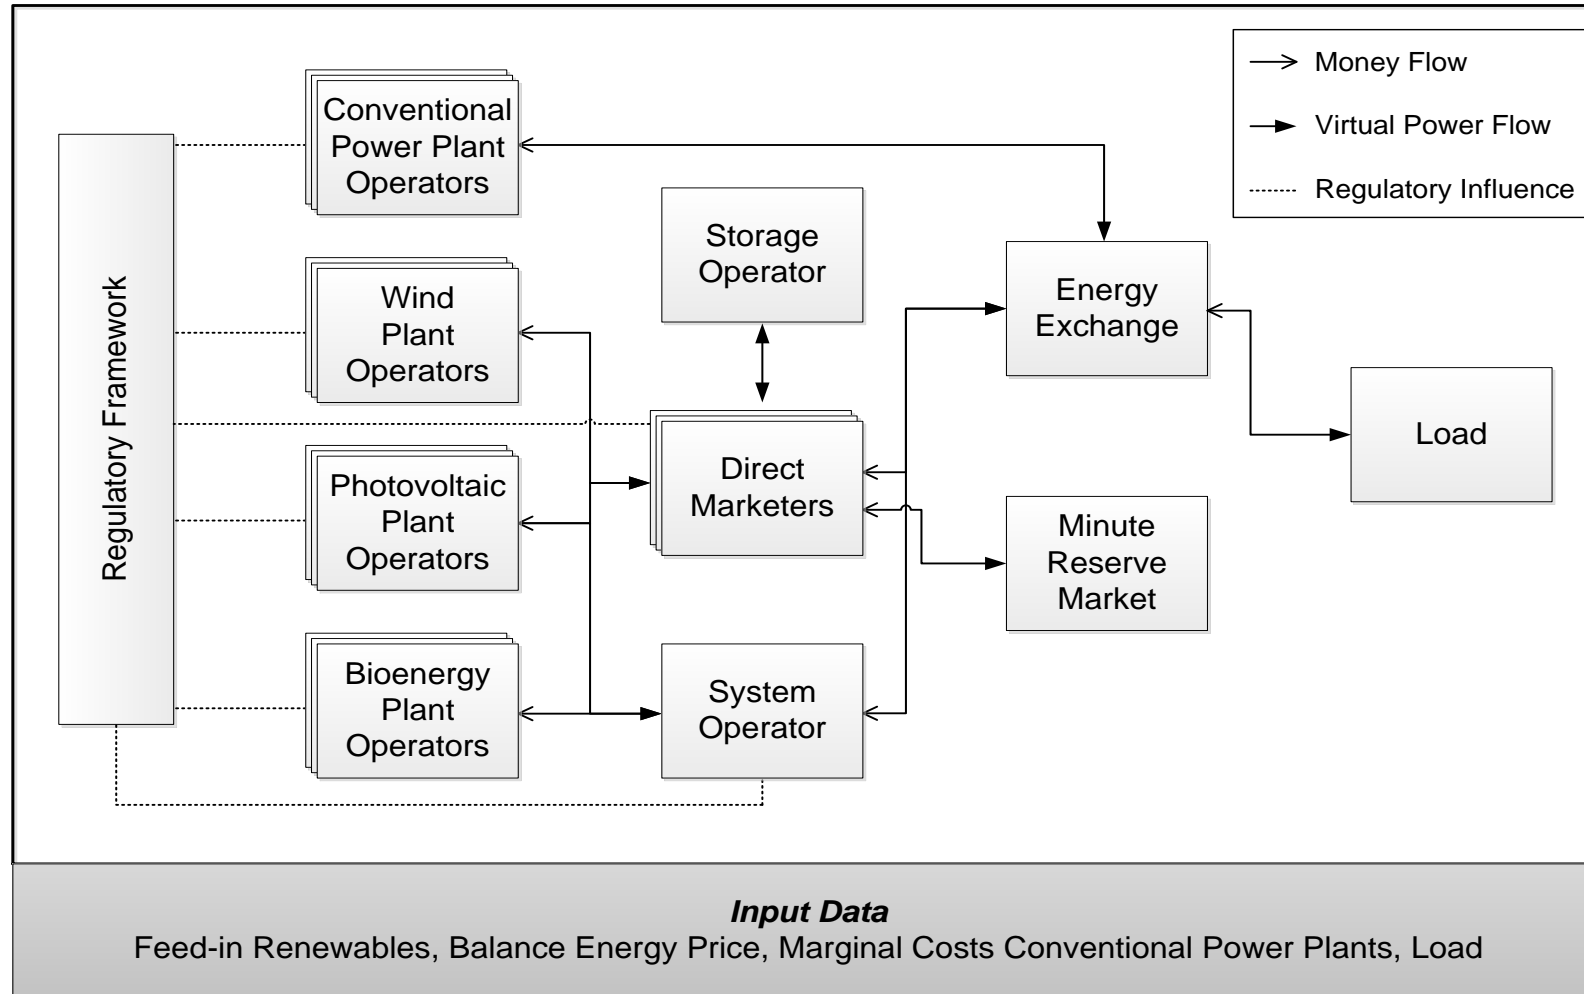 Money Flow
Virtual Power Flow
Regulatory Influence
Regulatory Framework
Conventional
Power Plant
Operators
Wind
Plant
Operators
Photovoltaic
Plant
Operators
Bioenergy
Plant
Operators
Storage
Operator
Direct
Marketers
System
Operator
Energy
Exchange
Minute
Reserve
Market
Load
Input Data
Feed-in Renewables, Balance Energy Price, Marginal Costs Conventional Power Plants, Load